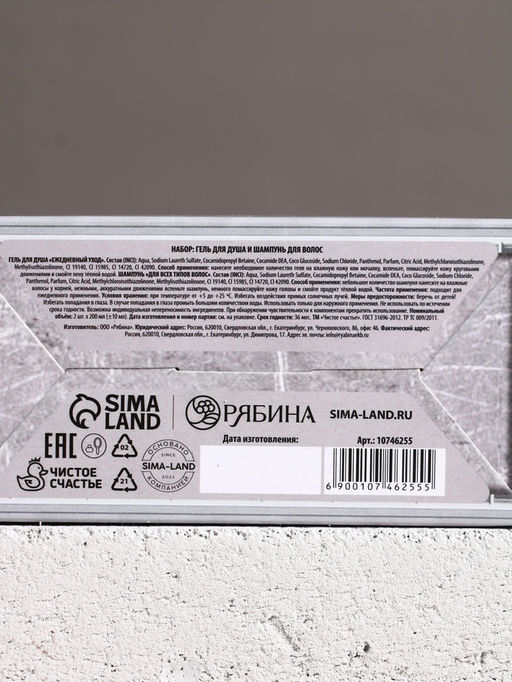 НАБОР: ГЕЛЬ ДЛЯ ДУША И ШАМПУНЬ ДЛЯ ВОЛОС
ГЕЛЬ ДЛЯ ДУША «ЕЖЕДНЕВНЫЙ УХОД». Состав (INCI): Aqua, Sodium Laureth Sulfate, Cocamidopropyl Betaine, Cocamide DEA, Coco Glucoside, Sodium Chloride, Panthenol, Parfum, Citric Acid, Methylchloroisothiazolinone,
Methylisothiazolinone, CI 19140, CI 15985, CI 14720, CI 42090. Способ применения: нанесите необходимое количество геля на влажную кожу или мочалку, вспеньте, помассируйте кожу круговыми
движениями и смойте пену тёплой водой. ШАМПУНЬ «ДЛЯ ВСЕХ ТИПОВ ВОЛОС». Состав (INCI): Aqua, Sodium Laureth Sulfate, Cocamidopropyl Betaine, Cocamide DEA, Coco Glucoside, Sodium Chloride,
Panthenol, Parfum, Citric Acid, Methylchloroisothiazolinone, Methylisothiazolinone, CI 19140, CI 15985, CI 14720, CI 42090. Способ применения: небольшое количество шампуня нанесите на влажные
волосы у корней, нежными, аккуратными движениями вспеньте шампунь, немного помассируйте кожу головы и смойте продукт тёплой водой. Частота применения: подходит для
ежедневного применения. Условия хранения: при температуре от +5 до +25 °C. Избегать воздействия прямых солнечных лучей. Меры предосторожности: беречь от детей!
Избегать попадания в глаза. В случае попадания в глаза промыть большим количеством воды. Использовать только для наружного применения. Не использовать по истечении
срока годности. Возможна индивидуальная непереносимость ингредиентов. При обнаружении чувствительности к компонентам прекратить применение. Номинальный
объём: 2 шт. х 200 мл (±10 мл). Дата изготовления и номер партии: см. на упаковке. Срок годности: 36 мес. ТМ «Чистое счастье». ГОСТ 31696-2012. ТР ТС 009/2011.
Изготовитель: ООО «Рябина». Юридический адрес: Россия, 620010, Свердловская обл., г. Екатеринбург, ул. Черняховского, 86, офис 46. Фактический адрес:
Россия, 620010, Свердловская обл., г. Екатеринбург, ул. Димитрова, 17. Адрес эл. почты: info@ryabinaekb.ru
SIMA
LAND
РЯБИНА
SIMA-LAND.RU
EAC
02
ЧИСТОЕ
СЧАСТЬЕ
21
ОСНОВАНО
SINCE
SIMA-LAND
2023
КОМПАНИЕЙ
Дата изготовления:
Арт.: 10746255
6 900107 462555